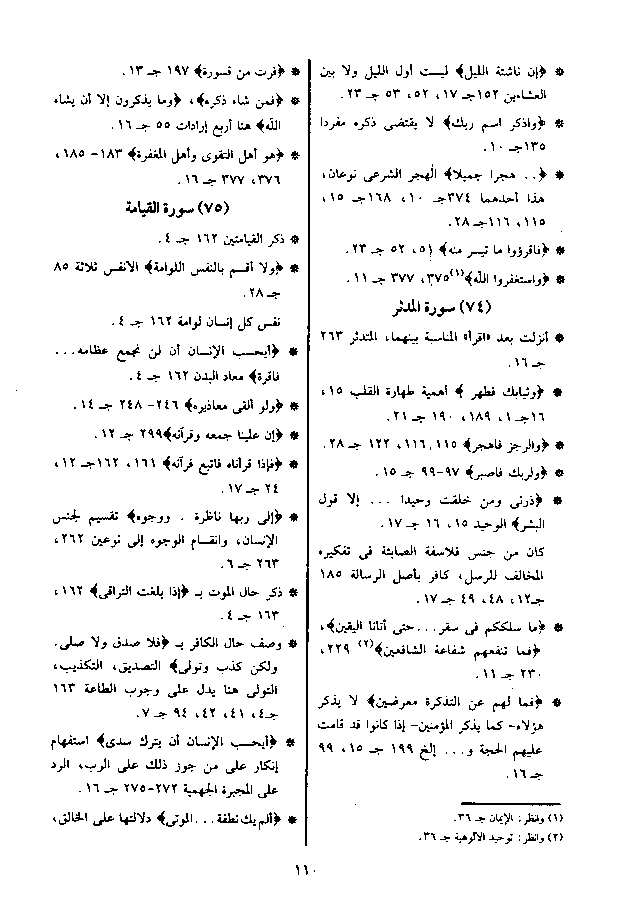 * ﴿إن ناشئة الليل﴾ ليست أول الليل ولا بين
العشاءين ١٥٢جـ ١٧، ٥٢، ٥٣ جـ ٢٣.
* ﴿واذكر اسم ربك﴾ لا يقتضى ذكره مفردا
١٣٥جـ ١٠.
* ﴿.. هجرا جميلا﴾ الهجر الشرعى نوعان،
هذا أحدهما ٣٧٤جـ ١٠، ١٦٨جـ ١٥،
١١٥، ١١٦جـ ٢٨.
* ﴿فاقرؤوا ما تيسر منه﴾ (٥، ٥٢ جـ ٢٣.
* ﴿واستغفروا الله﴾(١)٣٧٥، ٣٧٧ جـ ١١.
(٧٤) سورة المدثر
* أنزلت بعد «اقرأ» المناسبة بينهما، المتدثر ٢٦٣
جـ ١٦.
* ﴿وثيابك فطهر ﴾ أهمية طهارة القلب ١٥،
١٦جـ ١، ١٨٩، ١٩٠ جـ ٢١.
* ﴿والرجز فاهجر﴾ ١١٥، ١١٦، ١٢٢ جـ ٢٨.
* ﴿ولربك فاصبر﴾ ٩٧-٩٩ جـ ١٥.
* ﴿ذرنى ومن خلقت وحيدا ... إلا قول
البشر﴾ الوحيد ١٥، ١٦ جـ ١٧.
كان من جنس فلاسفة الصابئة فى تفكيره
المخالف للرسل، كافر بأصل الرسالة ١٨٥
جـ١٢، ٤٨، ٤٩ جـ ١٧.
* ﴿ما سلككم فى سقر...حتى أتانا اليقين﴾،
﴿فما تنفعهم شفاعة الشافعين﴾(٢) ٢٢٩،
٢٣٠ جـ ١١.
* ﴿فما لهم عن التذكرة معرضين﴾ لا يذكر
هؤلاء- كما يذكر المؤمنين- إذا كانوا قد قامت
عليهم الحجة و... إلخ ١٩٩ جـ ١٥، ٩٩
جـ ١٦.
(١) وانظر: الإيمان جـ ٣٦.
(٢) وانظر: توحيد الألوهية جـ ٣٦.
* ﴿فرت من قسورة﴾ ١٩٧ جـ ١٣.
* ﴿فمن شاء ذكره﴾، ﴿وما يذكرون إلا أن يشاء
الله﴾ هنا أربع إرادات ٥٥ جـ ١٦.
* ﴿هو أهل التقوى وأهل المغفرة﴾ ١٨٣- ١٨٥،
٣٧٦، ٣٧٧ جـ ١٦.
(٧٥) سورة القيامة
* ذكر القيامتين ١٦٢ جـ ٤.
* ﴿ولا أقسم بالنفس اللوامة﴾ الأنفس ثلاثة ٨٥
جـ ٢٨.
نفس كل إنسان لوامة ١٦٢ جـ ٤.
* ﴿أيحسب الإنسان أن لن نجمع عظامه...
فاقرة﴾ معاد البدن ١٦٢ جـ ٤.
* ﴿ولو ألقى معاذيره﴾ ٢٤٦- ٢٤٨ جـ ١٤.
* ﴿إن علينا جمعه وقرآنه﴾٢٩٩ جـ ١٢.
* ﴿فإذا قرأناه فاتبع قرآنه﴾ ١٦١، ١٦٢جـ ١٢،
٢٤ جـ ١٧.
* ﴿إلى ربها ناظرة . ووجوه﴾ تقسيم لجنس
الإنسان، وانقسام الوجوه إلى نوعين ٢٦٢،
٢٦٣ جـ ٦.
* ذكر حال الموت بـ ﴿إذا بلغت التراقى﴾ ١٦٢،
١٦٣ جـ ٤.
* وصف حال الكافر بـ ﴿فلا صدق ولا صلى.
ولكن كذب وتولى﴾ التصديق، التكذيب،
التولى هنا يدل على وجوب الطاعة ١٦٣
جـ٤، ٤١، ٤٢، ٩٤ جـ ٧.
* ﴿أيحسب الإنسان أن يترك سدى﴾ استفهام
إنكار على من جوز ذلك على الرب، الرد
على المجبرة الجهمية ٢٧٢-٢٧٥ جـ ١٦.
* ﴿ألم يك نطفة...الموتى﴾ دلالتها على الخالق،
١١٠